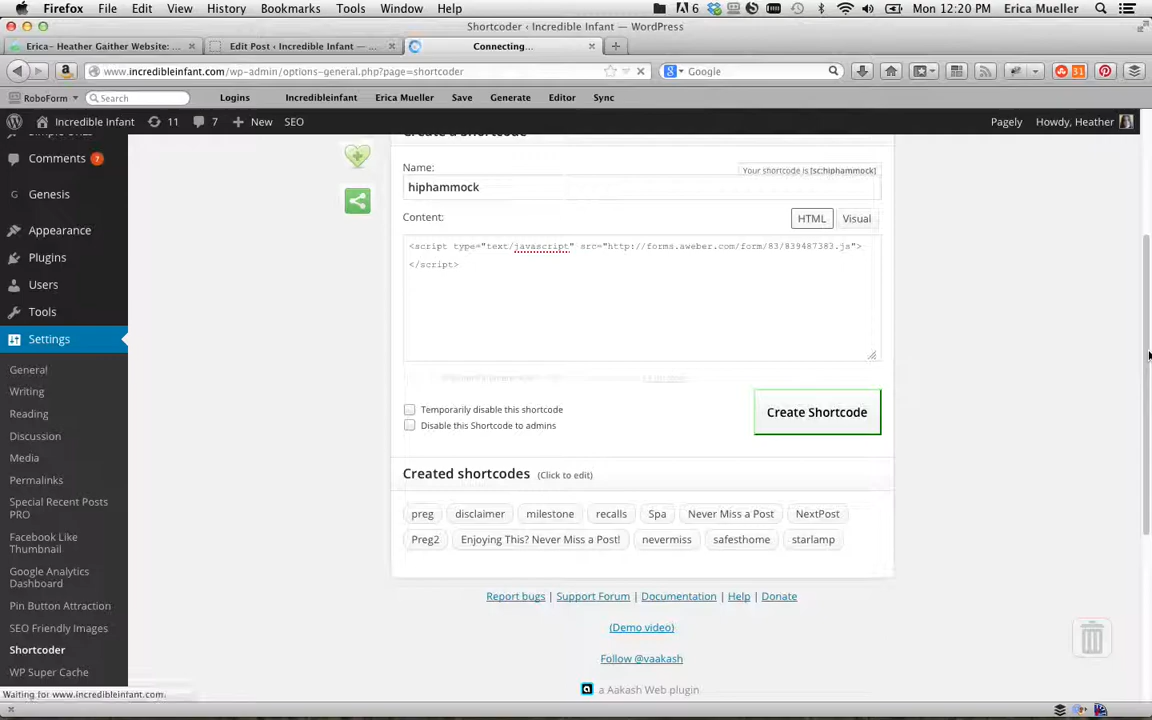 Firefox File Edit View History Bookmarks Tools Window Help 6 Mon 12:20 PM Erica Mueller
Shortcoder ‹ Incredible Infant — WordPress
Erica– Heather Gaither Website: ... Edit Post ‹ Incredible Infant — ... Connecting...
www.incredibleinfant.com/wp-admin/options-general.php?page=shortcoder Google 31
RoboForm Search Logins Incredibleinfant Erica Mueller Save Generate Editor Sync
Incredible Infant 11 7 New SEO Pagely Howdy, Heather
Comments 7
Genesis
Appearance
Plugins
Users
Tools
Settings
General
Writing
Reading
Discussion
Media
Permalinks
Special Recent Posts
PRO
Facebook Like
Thumbnail
Google Analytics
Dashboard
Pin Button Attraction
SEO Friendly Images
Shortcoder
WP Super Cache
Create a Shortcode
Name: Your shortcode is [sc:hiphammock]
hiphammock
Content: HTML Visual
<script type="text/javascript" src="http://forms.aweber.com/form/83/839487383.js">
</script>
Temporarily disable this shortcode
Disable this Shortcode to admins
Create Shortcode
Created shortcodes (Click to edit)
preg disclaimer milestone recalls Spa Never Miss a Post NextPost
Preg2 Enjoying This? Never Miss a Post! nevermiss safesthome starlamp
Report bugs | Support Forum | Documentation | Help | Donate
(Demo video)
Follow @vaakash
a a Aakash Web plugin
Waiting for www.incredibleinfant.com...